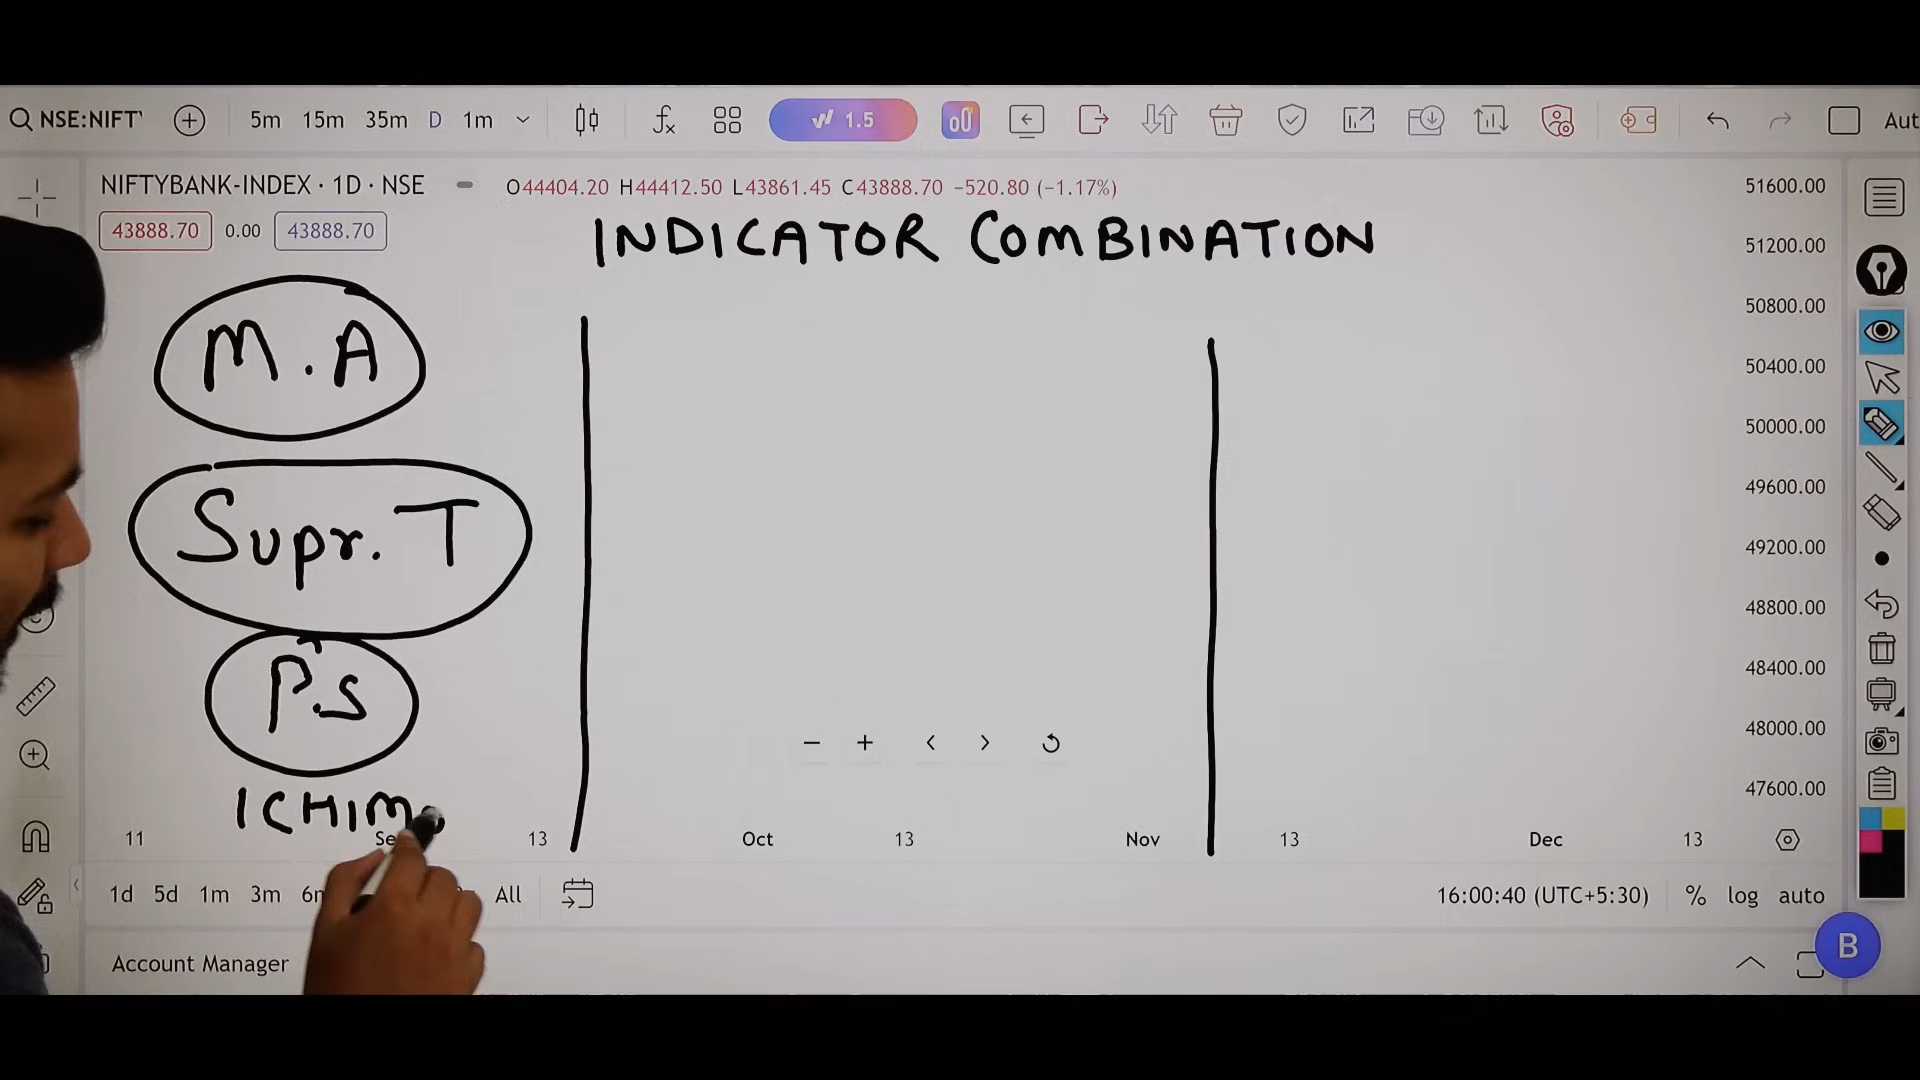 NSE:NIFTY 5m 15m 35m D 1m 1.5 Aut
NIFTYBANK-INDEX · 1D · NSE O44404.20 H44412.50 L43861.45 C43888.70 −520.80 (−1.17%)
43888.70 0.00 43888.70
INDICATOR COMBINATION
M.A
Supr. T
P.S
ICHIMO
51600.00
51200.00
50800.00
50400.00
50000.00
49600.00
49200.00
48800.00
48400.00
48000.00
47600.00
11 Se 13 Oct 13 Nov 13 Dec 13
1d 5d 1m 3m 6m All 16:00:40 (UTC+5:30) % log auto
Account Manager B